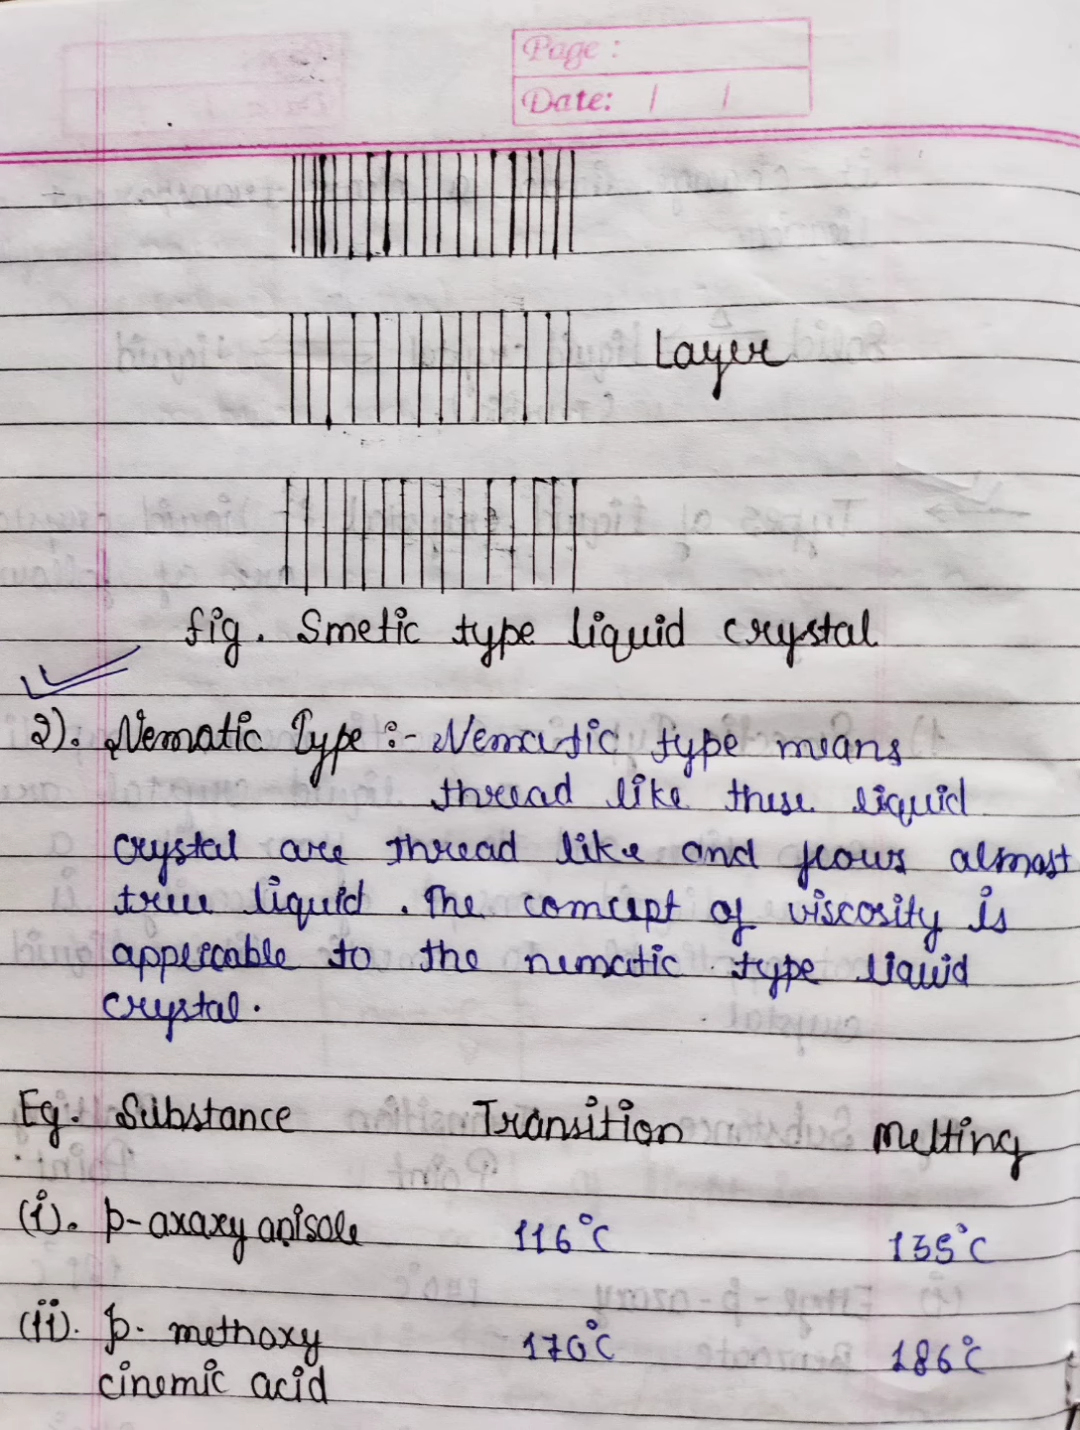 Page :
Date: / /
Layer
fig. Smetic type liquid crystal
2). Nematic Type :- Nematic type means
thread like these liquid
crystal are thread like and flows almost
true liquid. The concept of viscosity is
applicable to the nematic type liquid
crystal.
Eg. Substance Transition Melting
(i). p-axaxy anisole 116°C 135°C
(ii). p- methoxy 170°C 186°C
cinemic acid